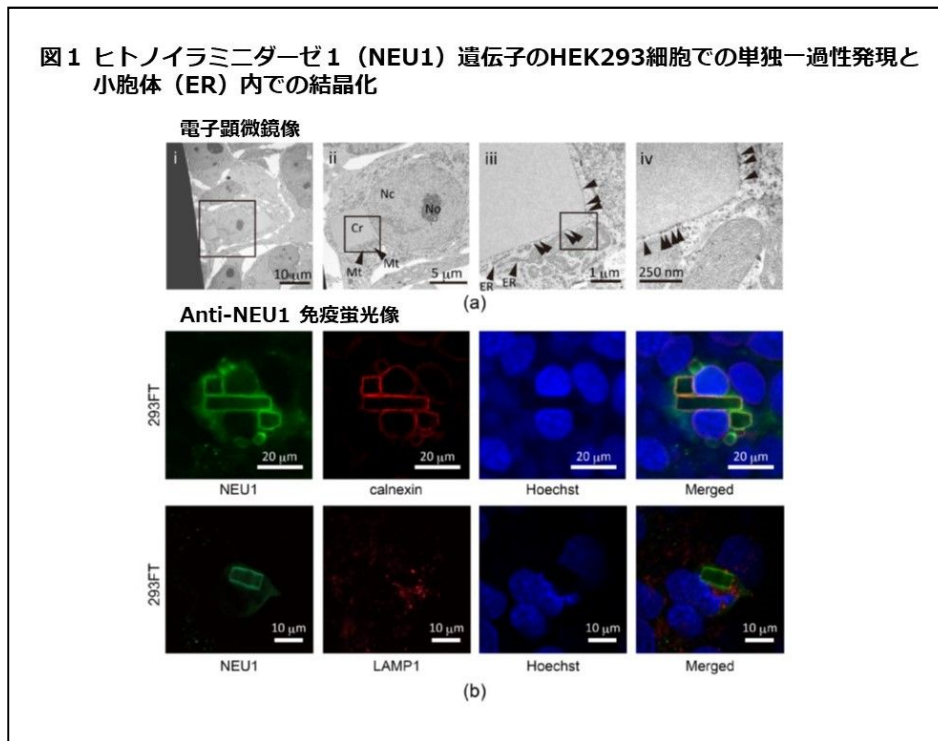 図1 ヒトノイラミニダーゼ1(NEU1)遺伝子のHEK293細胞での単独一過性発現と
小胞体(ER)内での結晶化
電子顕微鏡像
i
10 μm
ii
Nc
No
Cr
Mt
Mt
5 μm
iii
ER
ER
1 μm
iv
250 nm
(a)
Anti-NEU1 免疫蛍光像
293FT
20 μm
20 μm
20 μm
20 μm
NEU1
calnexin
Hoechst
Merged
293FT
10 μm
10 μm
10 μm
10 μm
NEU1
LAMP1
Hoechst
Merged
(b)